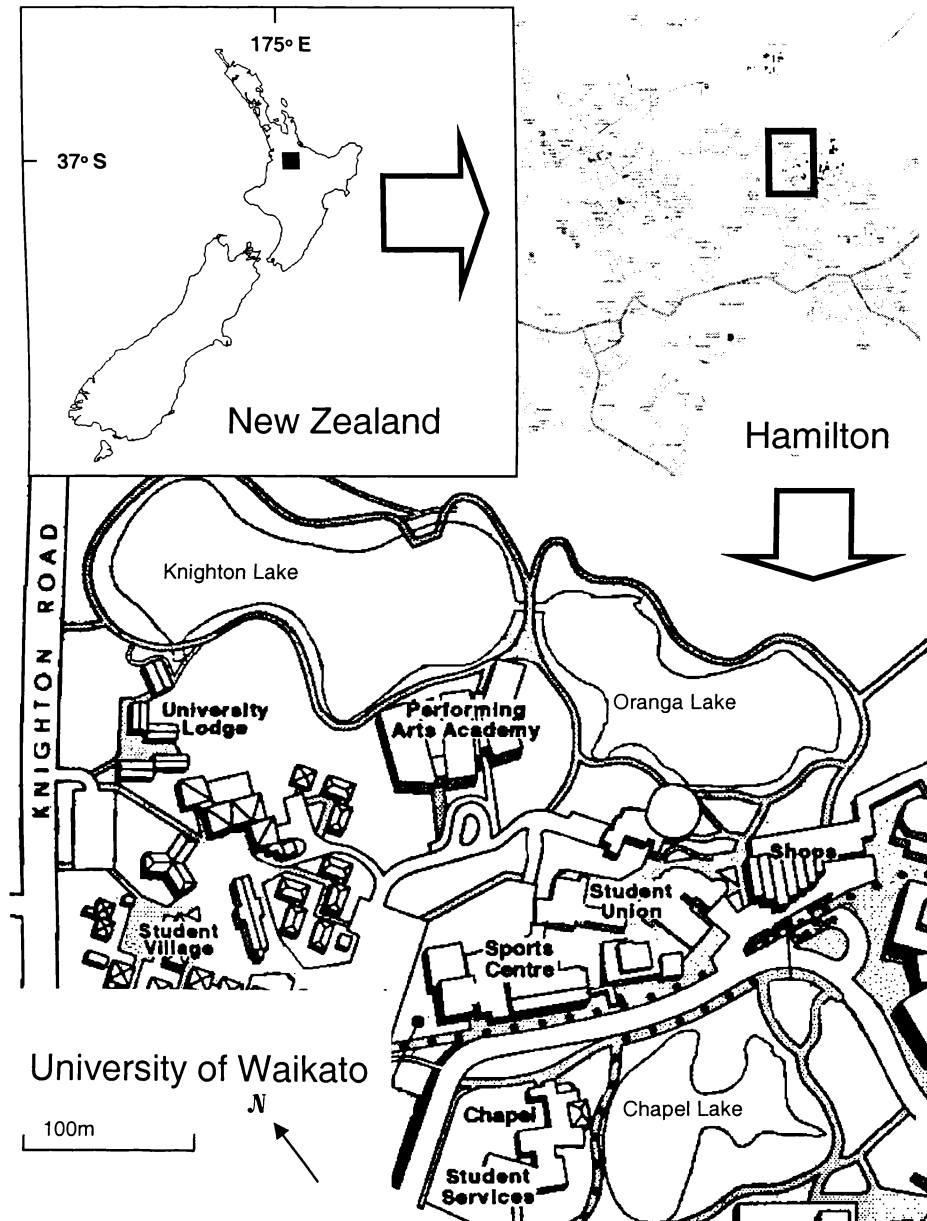 175° E
37° S
New Zealand
Hamilton
KNIGHTON ROAD
Knighton Lake
Oranga Lake
University
Lodge
Performing
Arts Academy
Shops
Student
Union
Student
Village
Sports
Centre
University of Waikato
N
100m
Chapel
Chapel Lake
Student
Services